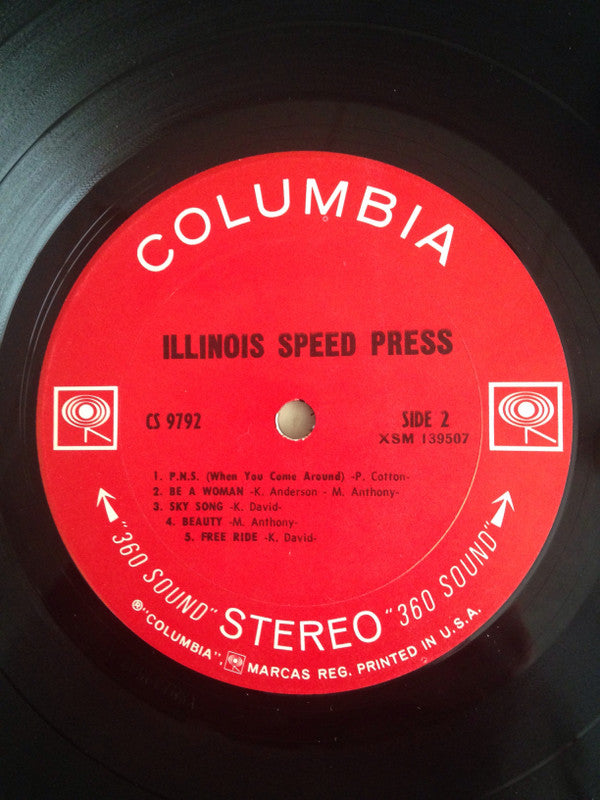 COLUMBIA
ILLINOIS SPEED PRESS
CS 9792
SIDE 2
XSM 139507
1. P.N.S. (When You Come Around) -P. Cotton-
2. BE A WOMAN -K. Anderson - M. Anthony-
3. SKY SONG -K. David-
4. BEAUTY -M. Anthony-
5. FREE RIDE -K. David-
"360 SOUND" STEREO "360 SOUND"
®"COLUMBIA", MARCAS REG. PRINTED IN U.S.A.